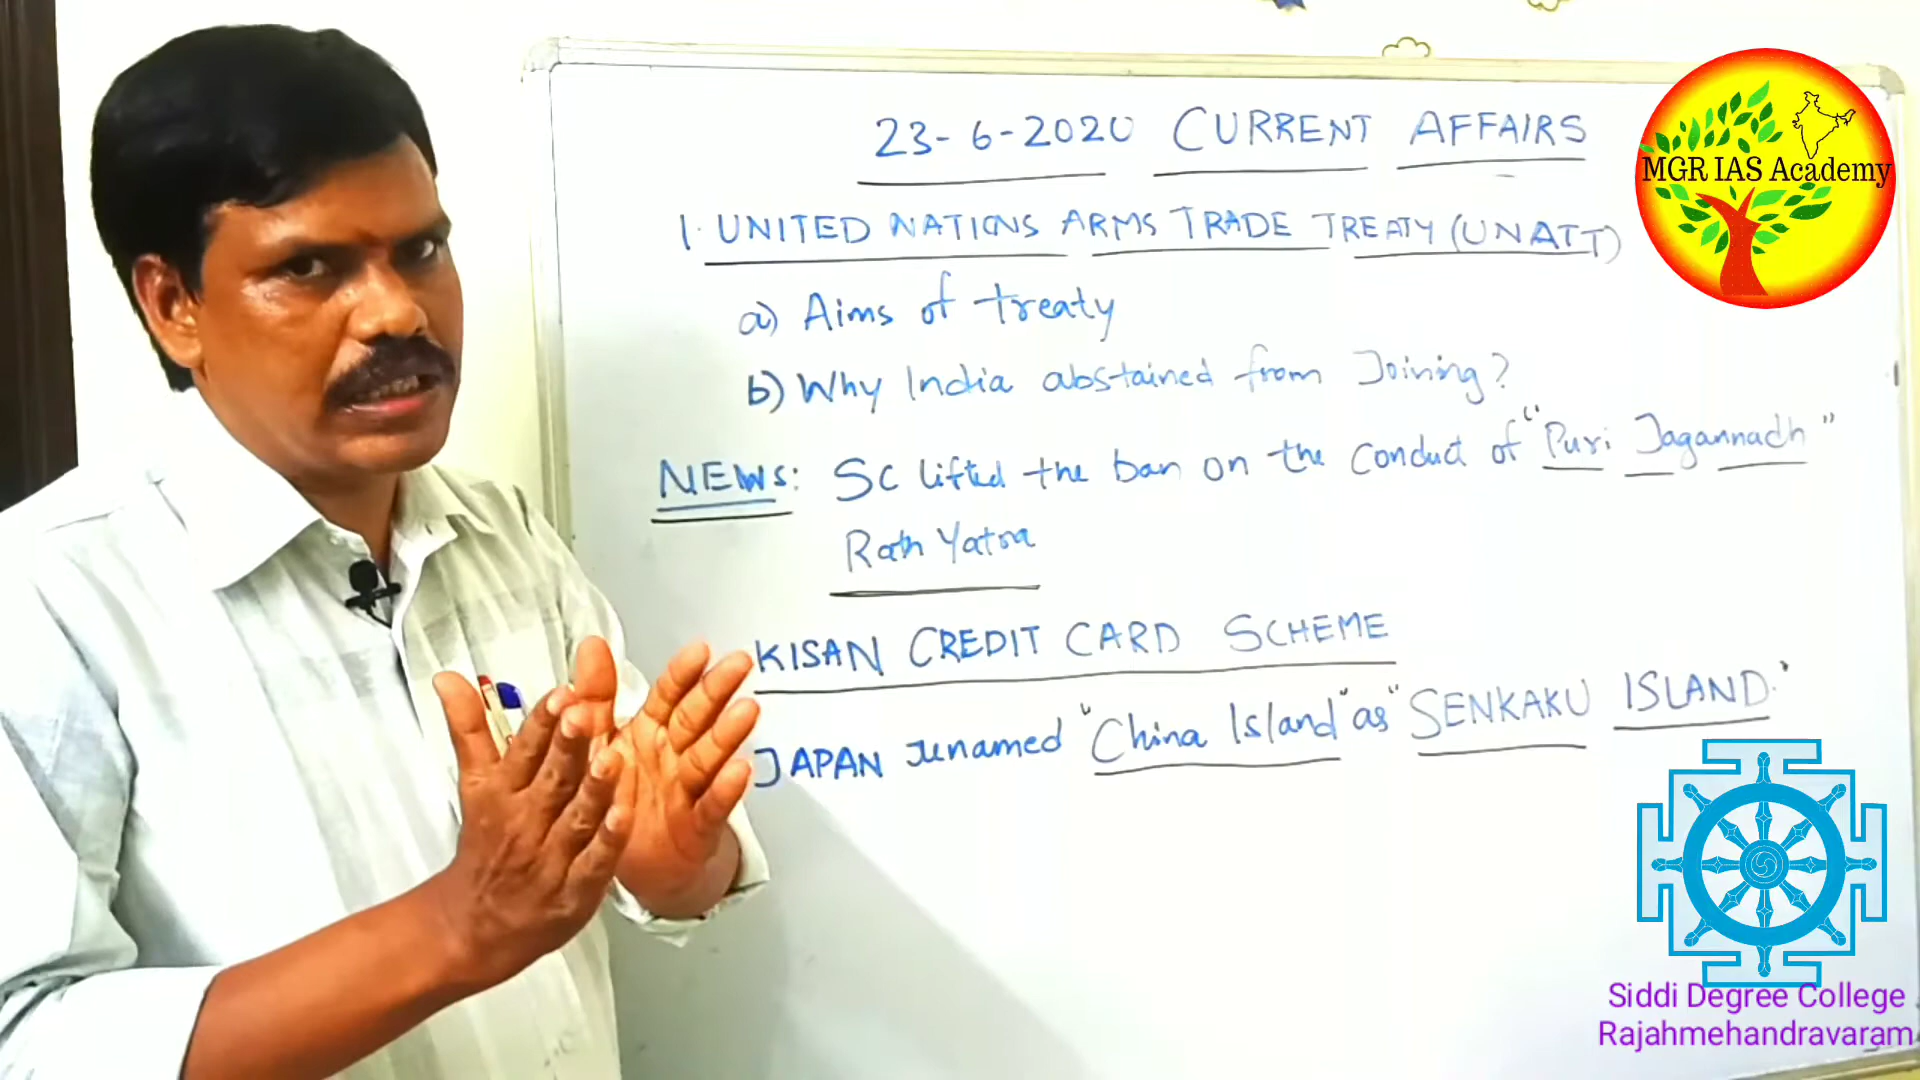 23-6-2020 CURRENT AFFAIRS
1. UNITED NATIONS ARMS TRADE TREATY (UNATT)
a) Aims of treaty
b) Why India abstained from Joining?
NEWS: SC lifted the ban on the conduct of "Puri Jagannadh"
Rath Yatra
KISAN CREDIT CARD SCHEME
JAPAN renamed "China Island" as "SENKAKU ISLAND."
MGR IAS Academy
Siddi Degree College
Rajahmehandravaram